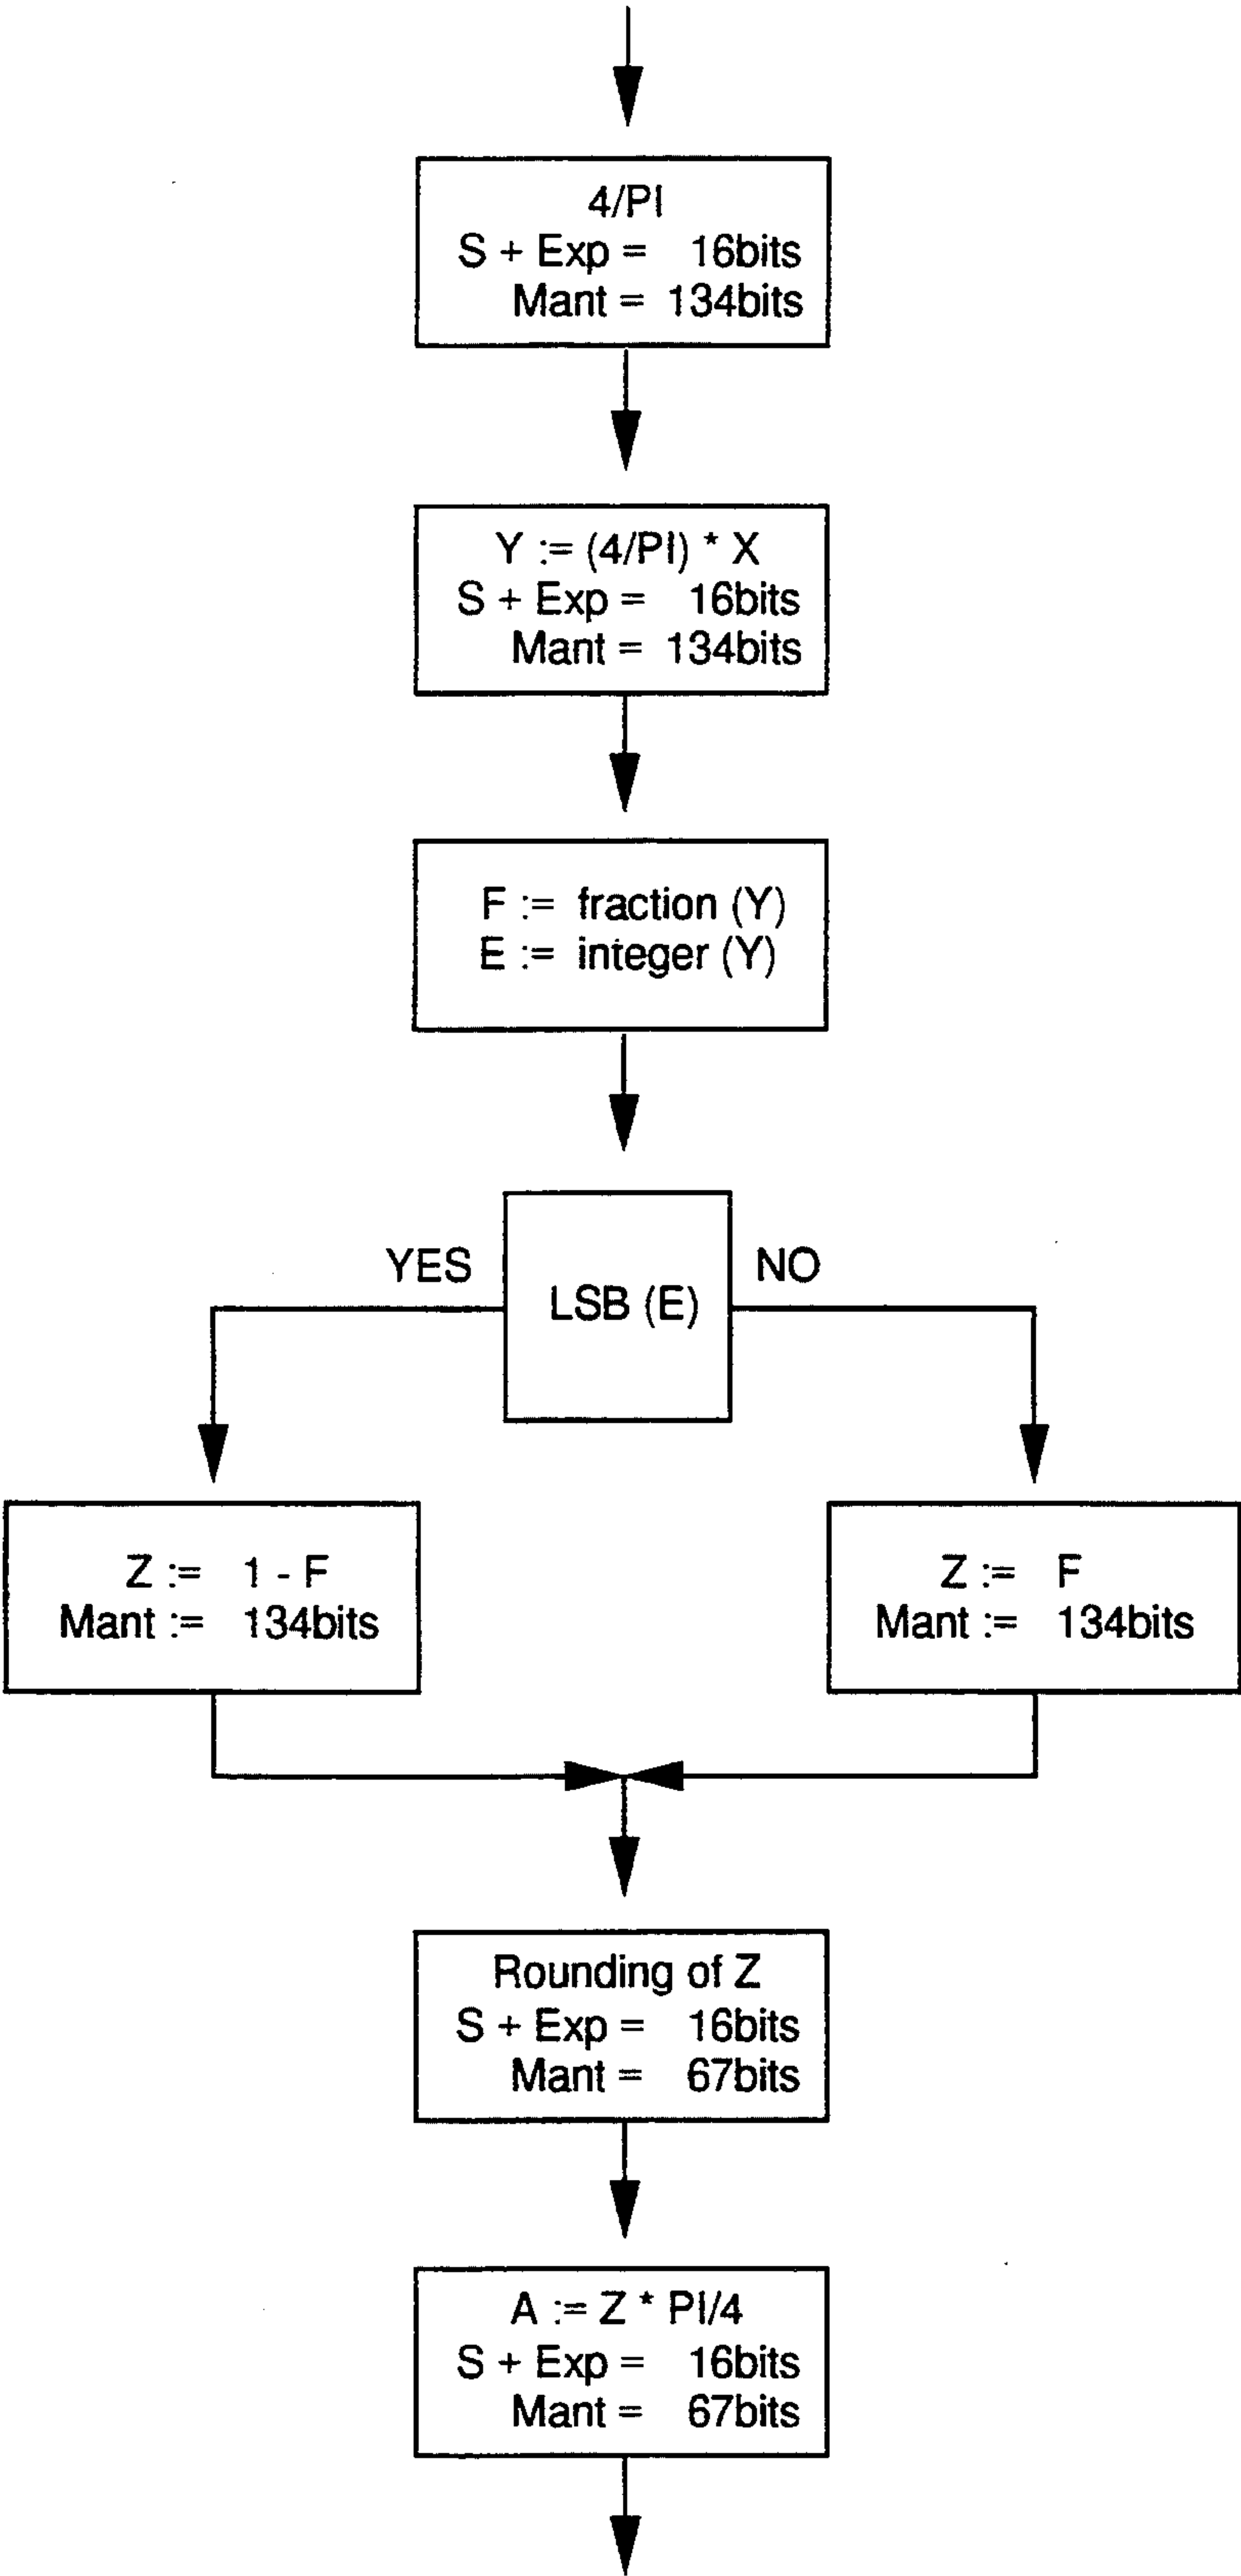 4/PI
S + Exp = 16bits
Mant = 134bits
Y := (4/PI) * X
S + Exp = 16bits
Mant = 134bits
F := fraction (Y)
E := integer (Y)
YES
LSB (E)
NO
Z := 1 - F
Mant := 134bits
Z := F
Mant := 134bits
Rounding of Z
S + Exp = 16bits
Mant = 67bits
A := Z * PI/4
S + Exp = 16bits
Mant = 67bits